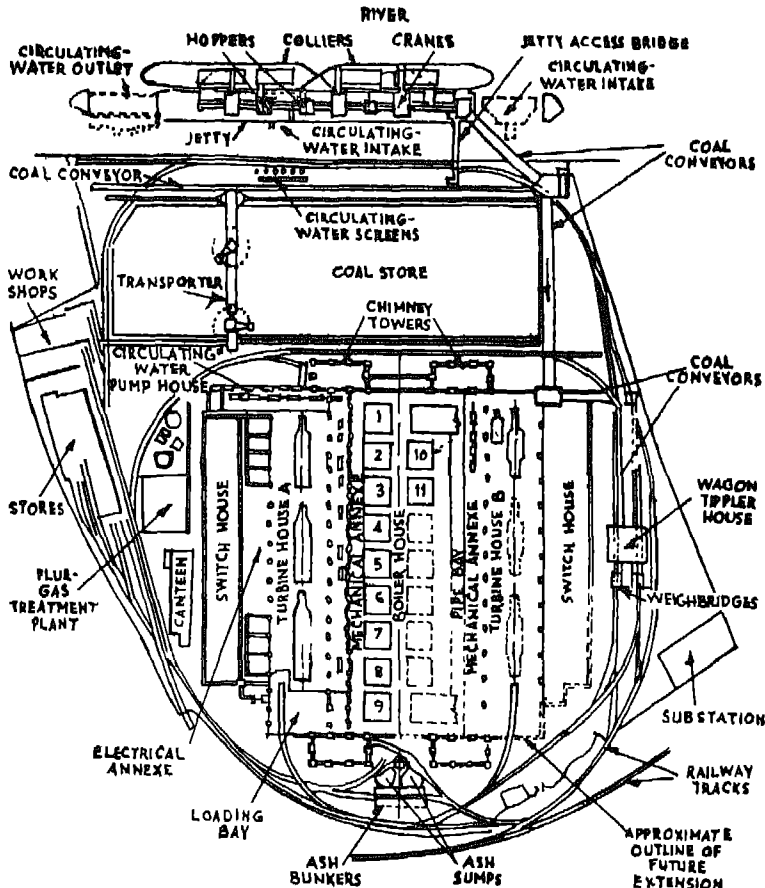 RIVER
HOPPERS
COLLIERS
CRANES
JETTY ACCESS BRIDGE
CIRCULATING-
WATER OUTLET
CIRCULATING-
WATER INTAKE
JETTY
CIRCULATING-
WATER INTAKE
COAL
CONVEYORS
COAL CONVEYOR
CIRCULATING-
WATER SCREENS
COAL STORE
TRANSPORTER
WORK
SHOPS
CHIMNEY
TOWERS
CIRCULATING
WATER
PUMP HOUSE
COAL
CONVEYORS
1
2
3
4
5
6
7
8
9
10
11
STORES
SWITCH HOUSE
TURBINE HOUSE A
MECHANICAL ANNEXE
BOILER HOUSE
PIPE BAY
MECHANICAL ANNEXE
TURBINE HOUSE B
SWITCH HOUSE
WAGON
TIPPLER
HOUSE
FLUE-
GAS
TREATMENT
PLANT
CANTEEN
WEIGHBRIDGES
SUBSTATION
ELECTRICAL
ANNEXE
LOADING
BAY
RAILWAY
TRACKS
ASH
BUNKERS
ASH
SUMPS
APPROXIMATE
OUTLINE OF
FUTURE
EXTENSION